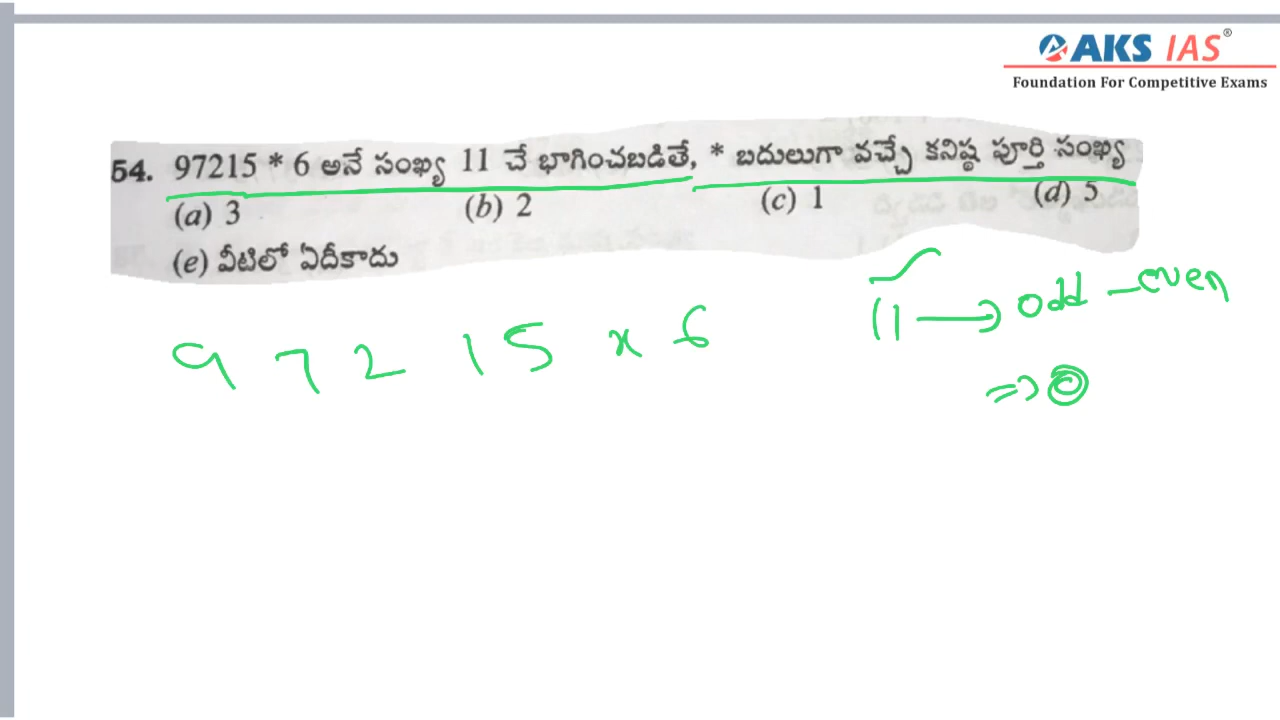 AKS IAS®
Foundation For Competitive Exams
54. 97215 * 6 అనే సంఖ్య 11 చే భాగించబడితే, * బదులుగా వచ్చే కనిష్ఠ పూర్తి సంఖ్య
(a) 3 (b) 2 (c) 1 (d) 5
(e) వీటిలో ఏదీకాదు
11 → odd - even
9 7 2 1 5 x 6
⇒ 0